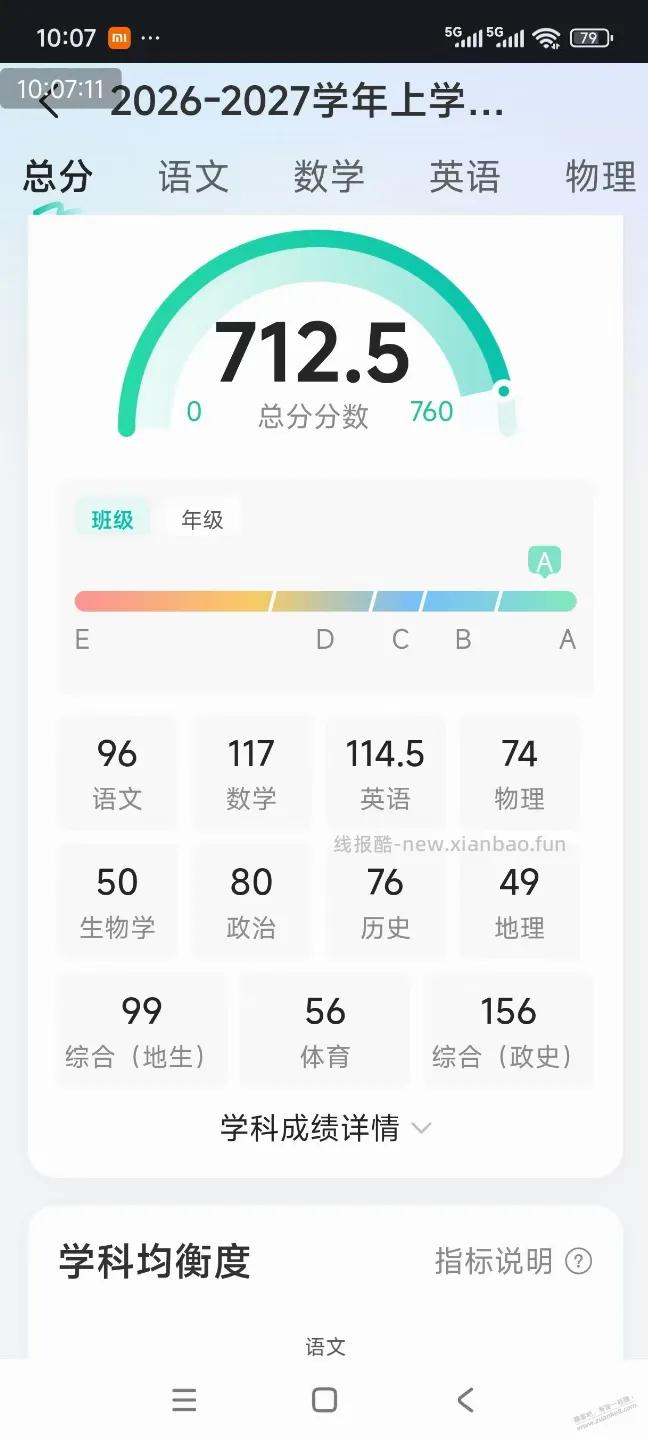 10:07 mi ... 5G 5G 79
10:07:11
2026-2027学年上学...
总分 语文 数学 英语 物理
712.5
0 总分分数 760
班级 年级
A
E D C B A
96 117 114.5 74
语文 数学 英语 物理
线报酷-new.xianbao.fun
50 80 76 49
生物学 政治 历史 地理
99 56 156
综合（地生） 体育 综合（政史）
学科成绩详情
学科均衡度 指标说明 ?
语文